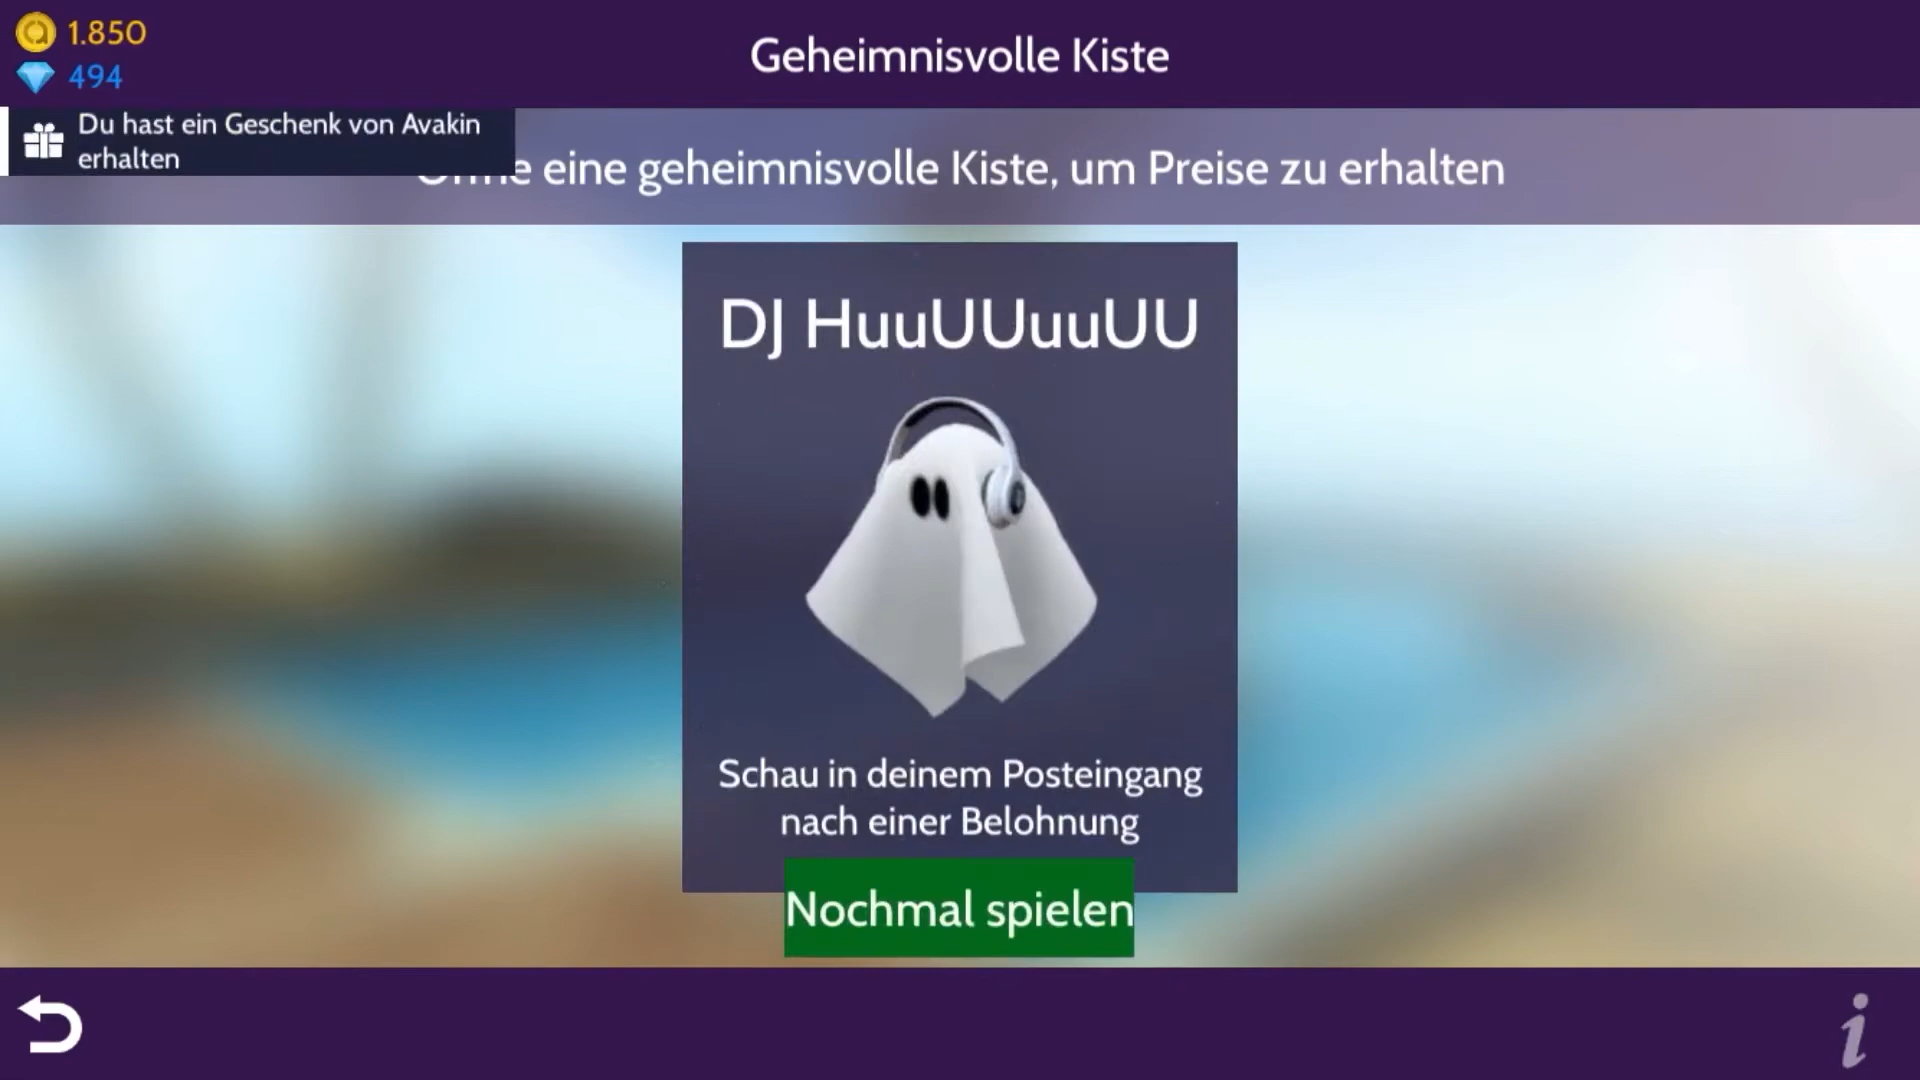 1.850
494
Geheimnisvolle Kiste
Du hast ein Geschenk von Avakin
erhalten
eine geheimnisvolle Kiste, um Preise zu erhalten
DJ HuuUUuuUU
Schau in deinem Posteingang
nach einer Belohnung
Nochmal spielen